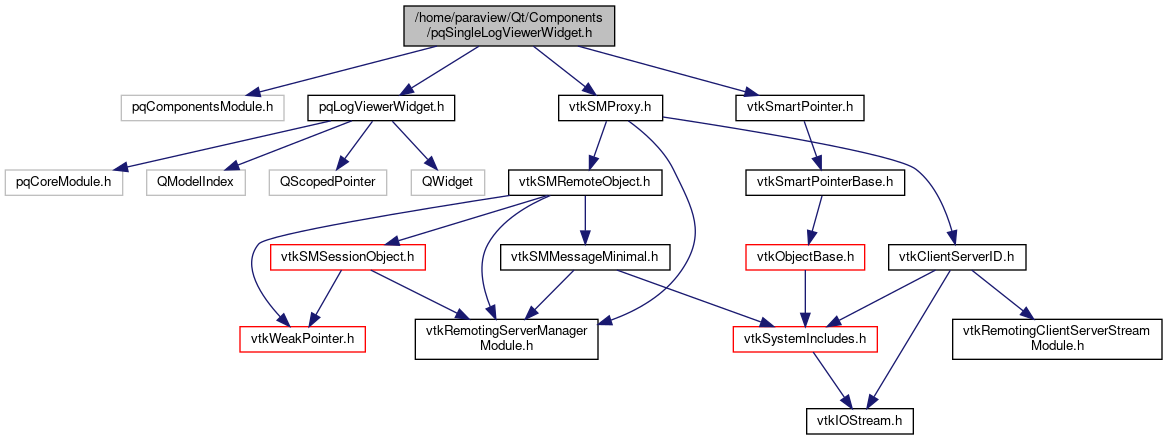 /home/paraview/Qt/Components
/pqSingleLogViewerWidget.h
pqComponentsModule.h
pqLogViewerWidget.h
vtkSMProxy.h
vtkSmartPointer.h
pqCoreModule.h
QModelIndex
QScopedPointer
QWidget
vtkSMRemoteObject.h
vtkSmartPointerBase.h
vtkSMSessionObject.h
vtkSMMessageMinimal.h
vtkObjectBase.h
vtkClientServerID.h
vtkWeakPointer.h
vtkRemotingServerManager
Module.h
vtkSystemIncludes.h
vtkRemotingClientServerStream
Module.h
vtkIOStream.h